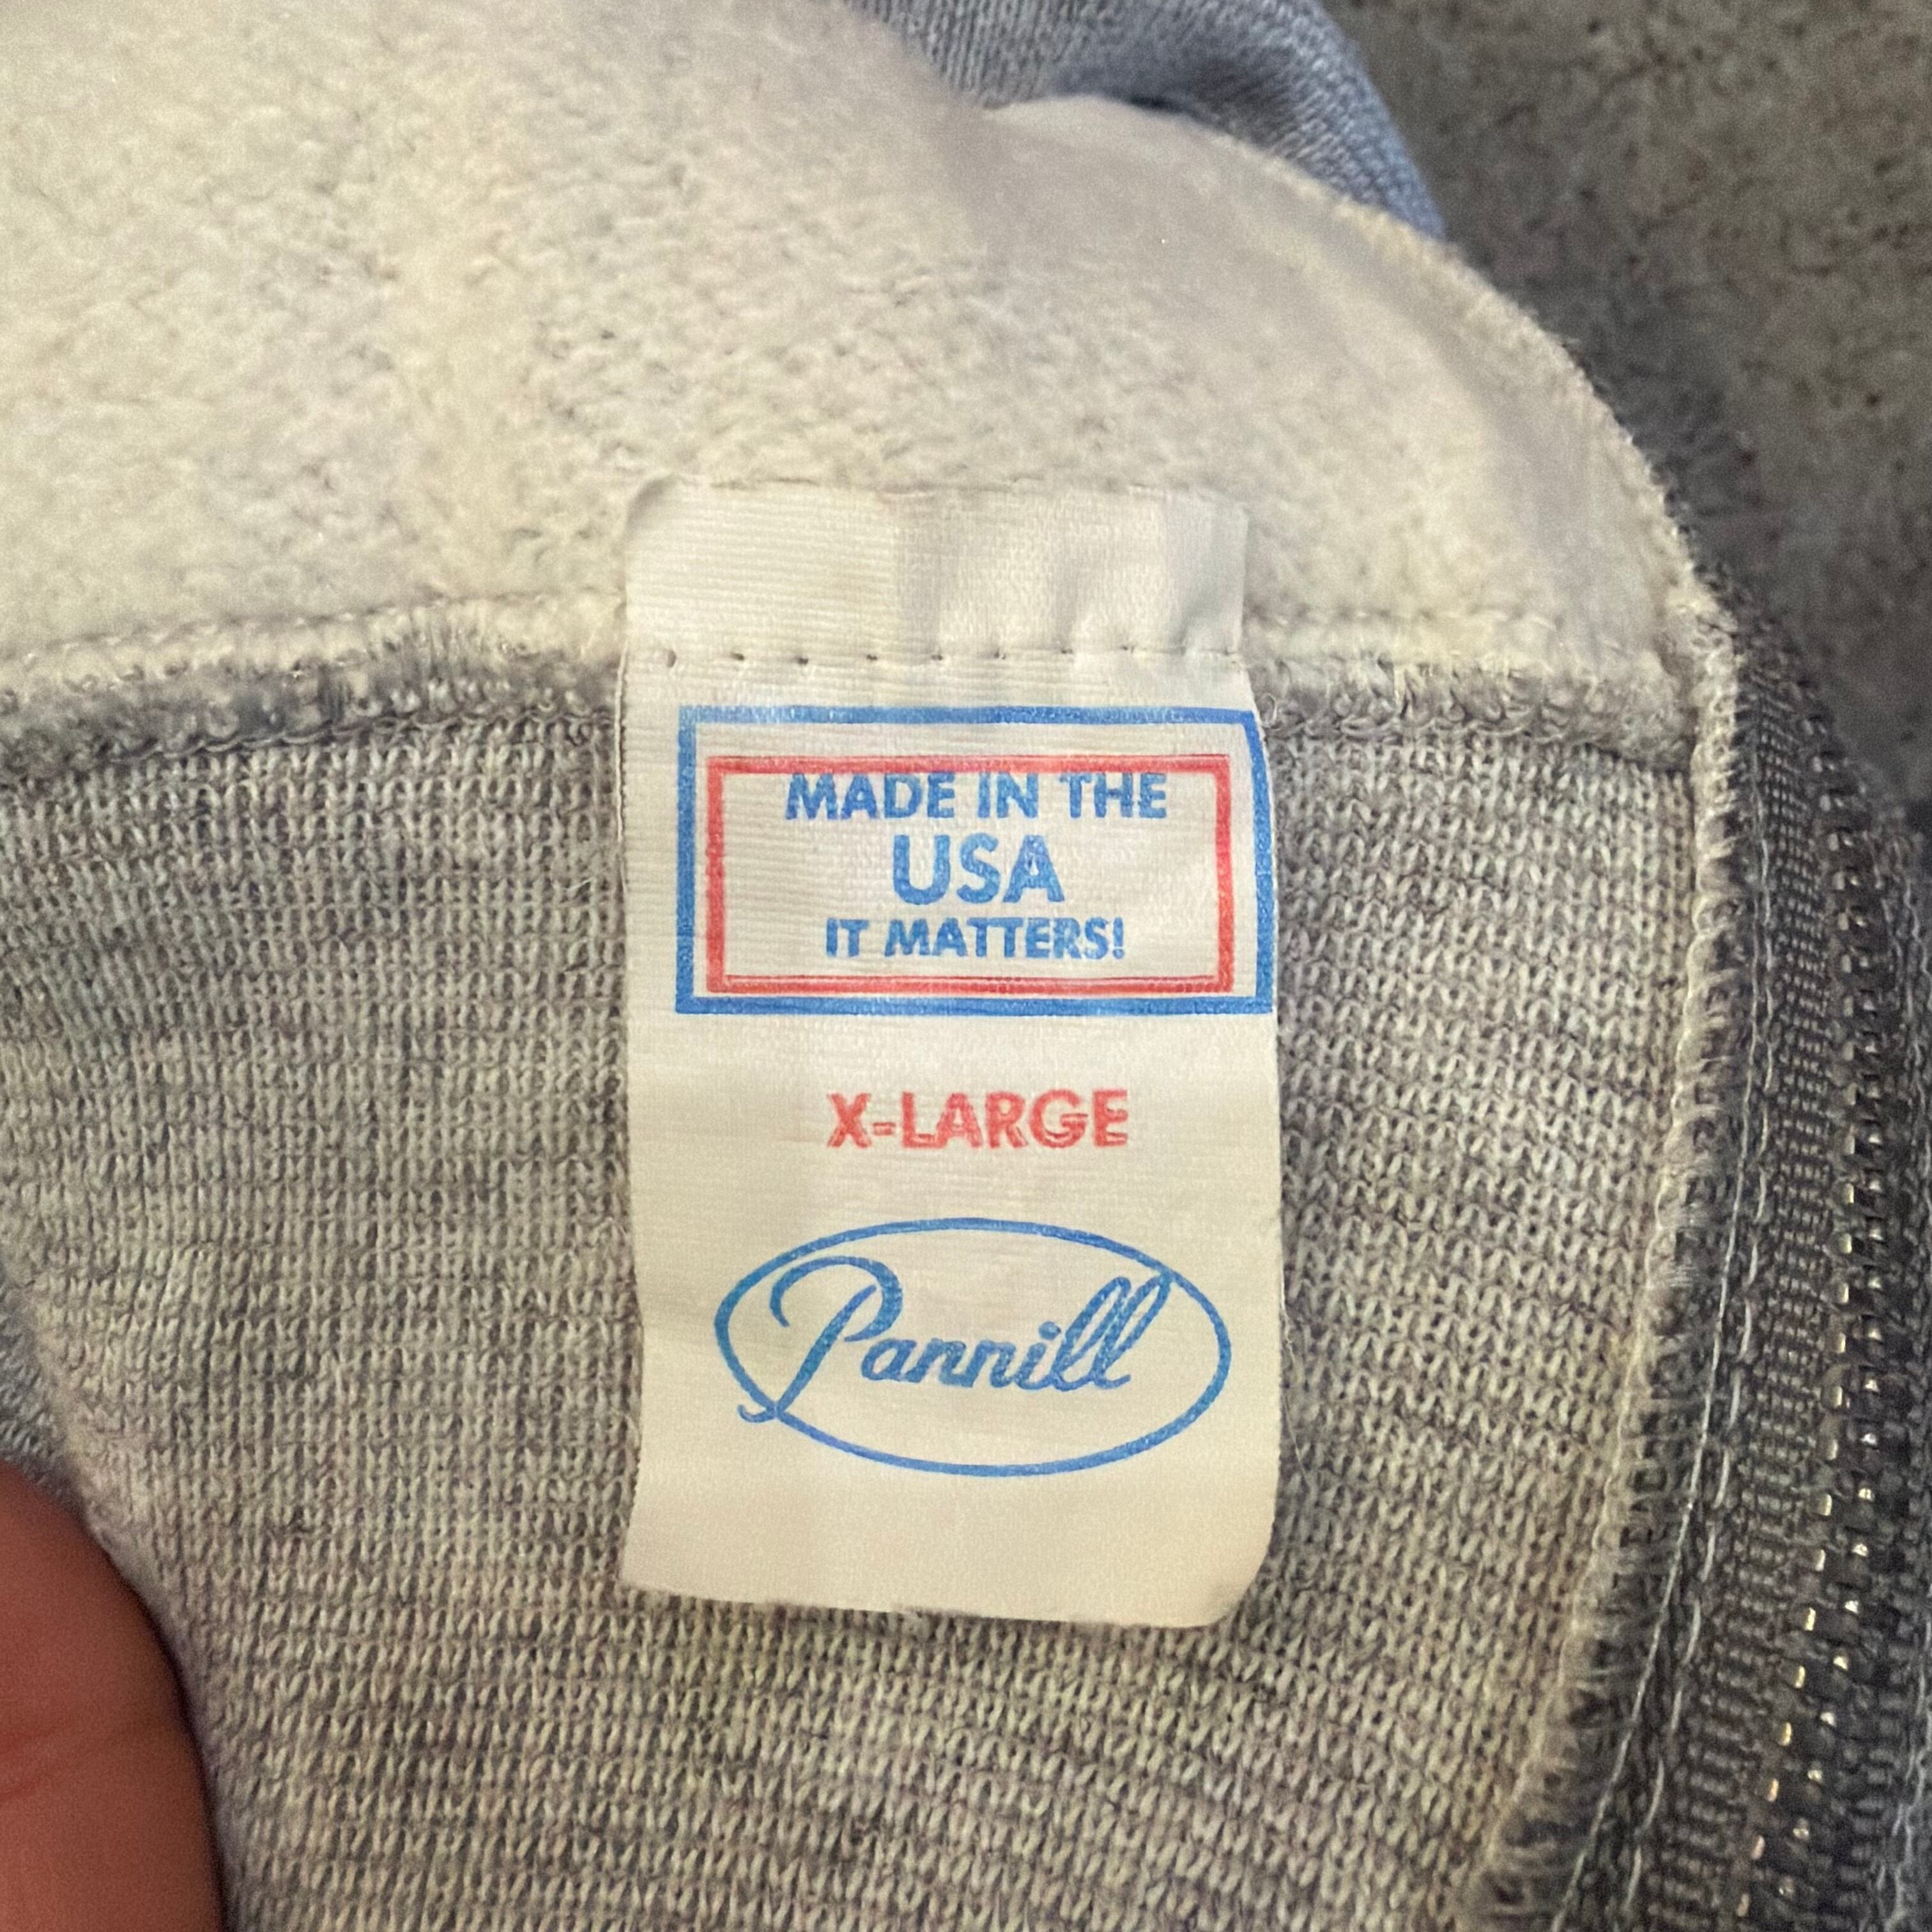 MADE IN THE
USA
IT MATTERS!
X-LARGE
Pannill